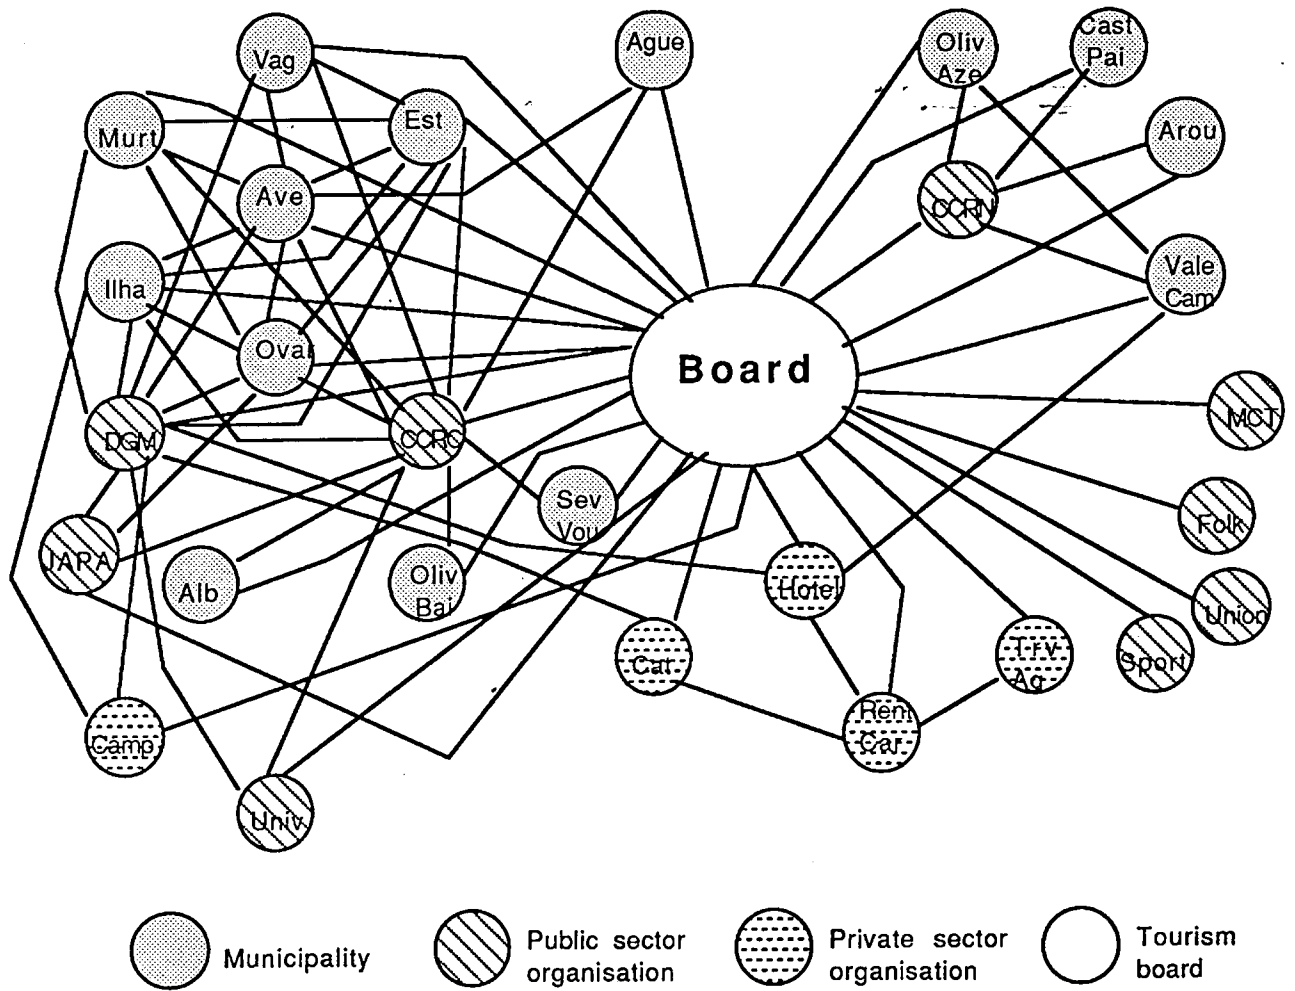 Vag
Ague
Oliv
Aze
Cast
Pai
Murt
Est
Arou
Ave
CCRN
Ilha
Vale
Cam
Ovar
Board
DGM
CCRC
MCT
Sev
Vou
Folk
JARA
Alb
Oliv
Bai
Hotel
Union
Car
Trv
Ag
Sport
Camp
Rent
Car
Univ
Municipality
Public sector
organisation
Private sector
organisation
Tourism
board